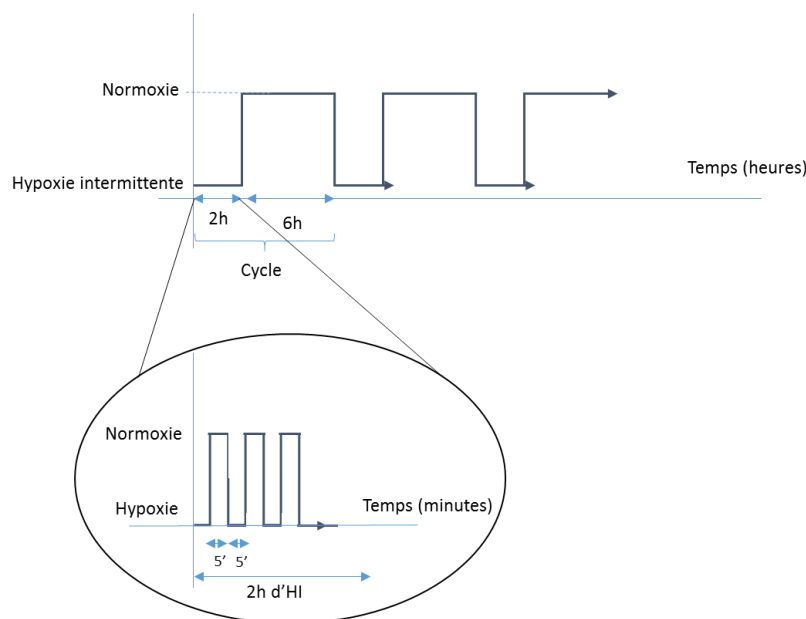 Normoxie
Temps (heures)
Hypoxie intermittente
2h
6h
Cycle
Normoxie
Hypoxie
Temps (minutes)
5’
5’
2h d’HI